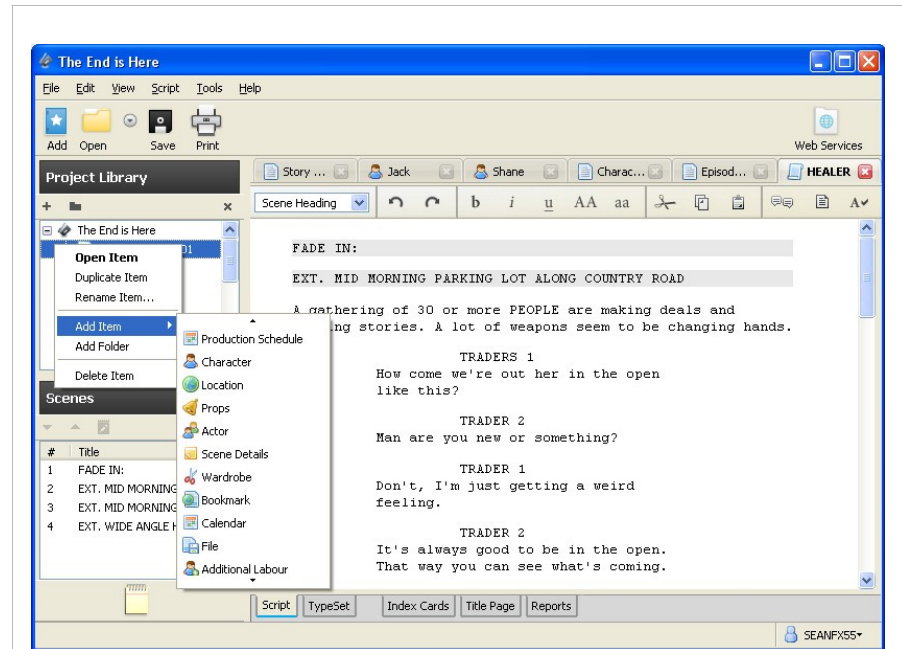 The End is Here
File Edit View Script Tools Help
Add Open Save Print Web Services
Project Library
Story ... Jack Shane Charac... Episod... HEALER
Scene Heading b i u AA aa A
The End is Here
01
Open Item
Duplicate Item
Rename Item...
Add Item
Add Folder
Delete Item
Production Schedule
Character
Location
Props
Actor
Scene Details
Wardrobe
Bookmark
Calendar
File
Additional Labour
Scenes
# Title
1 FADE IN:
2 EXT. MID MORNING
3 EXT. MID MORNING
4 EXT. WIDE ANGLE H
FADE IN:
EXT. MID MORNING PARKING LOT ALONG COUNTRY ROAD
A gathering of 30 or more PEOPLE are making deals and
ng stories. A lot of weapons seem to be changing hands.
TRADERS 1
How come we're out her in the open
like this?
TRADER 2
Man are you new or something?
TRADER 1
Don't, I'm just getting a weird
feeling.
TRADER 2
It's always good to be in the open.
That way you can see what's coming.
Script TypeSet Index Cards Title Page Reports
SEANFX55